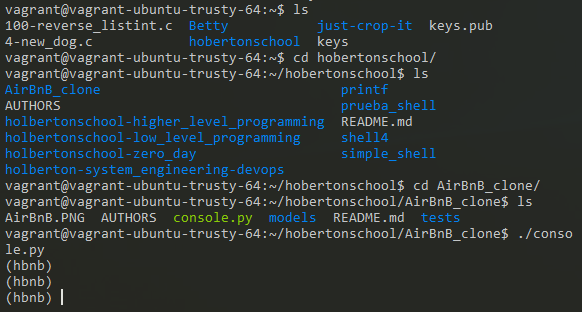 vagrant@vagrant-ubuntu-trusty-64:~$ ls
100-reverse_listint.c  Betty          just-crop-it  keys.pub
4-new_dog.c            hobertonschool  keys
vagrant@vagrant-ubuntu-trusty-64:~$ cd hobertonschool/
vagrant@vagrant-ubuntu-trusty-64:~/hobertonschool$ ls
AirBnB_clone                            printf
AUTHORS                                 prueba_shell
holbertonschool-higher_level_programming  README.md
holbertonschool-low_level_programming   shell4
holbertonschool-zero_day                simple_shell
holberton-system_engineering-devops
vagrant@vagrant-ubuntu-trusty-64:~/hobertonschool$ cd AirBnB_clone/
vagrant@vagrant-ubuntu-trusty-64:~/hobertonschool/AirBnB_clone$ ls
AirBnB.PNG  AUTHORS  console.py  models  README.md  tests
vagrant@vagrant-ubuntu-trusty-64:~/hobertonschool/AirBnB_clone$ ./conso
le.py
(hbnb)
(hbnb)
(hbnb)